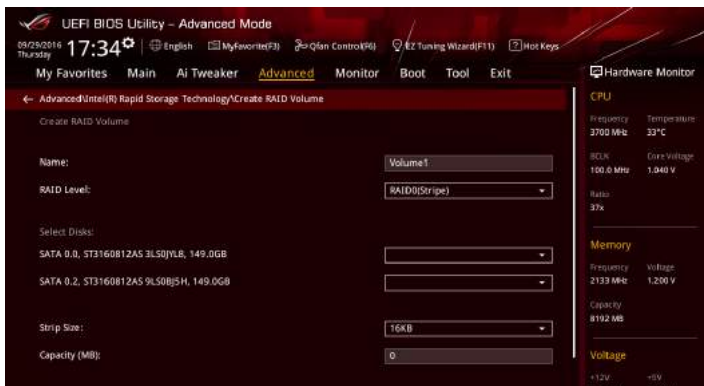 UEFI BIOS Utility – Advanced Mode
09/29/2016 Thursday 17:34 English MyFavorite(F3) Qfan Control(F6) EZ Tuning Wizard(F11) Hot Keys
My Favorites Main Ai Tweaker Advanced Monitor Boot Tool Exit
Hardware Monitor
← Advanced\Intel(R) Rapid Storage Technology\Create RAID Volume
Create RAID Volume
Name: Volume1
RAID Level: RAID0(Stripe)
Select Disks:
SATA 0.0, ST3160812AS 3LS0JYL8, 149.0GB
SATA 0.2, ST3160812AS 9LS0BJ5H, 149.0GB
Strip Size: 16KB
Capacity (MB): 0
CPU
Frequency Temperature
3700 MHz 33°C
BCLK Core Voltage
100.0 MHz 1.040 V
Ratio
37x
Memory
Frequency Voltage
2133 MHz 1.200 V
Capacity
8192 MB
Voltage
+12V +5V